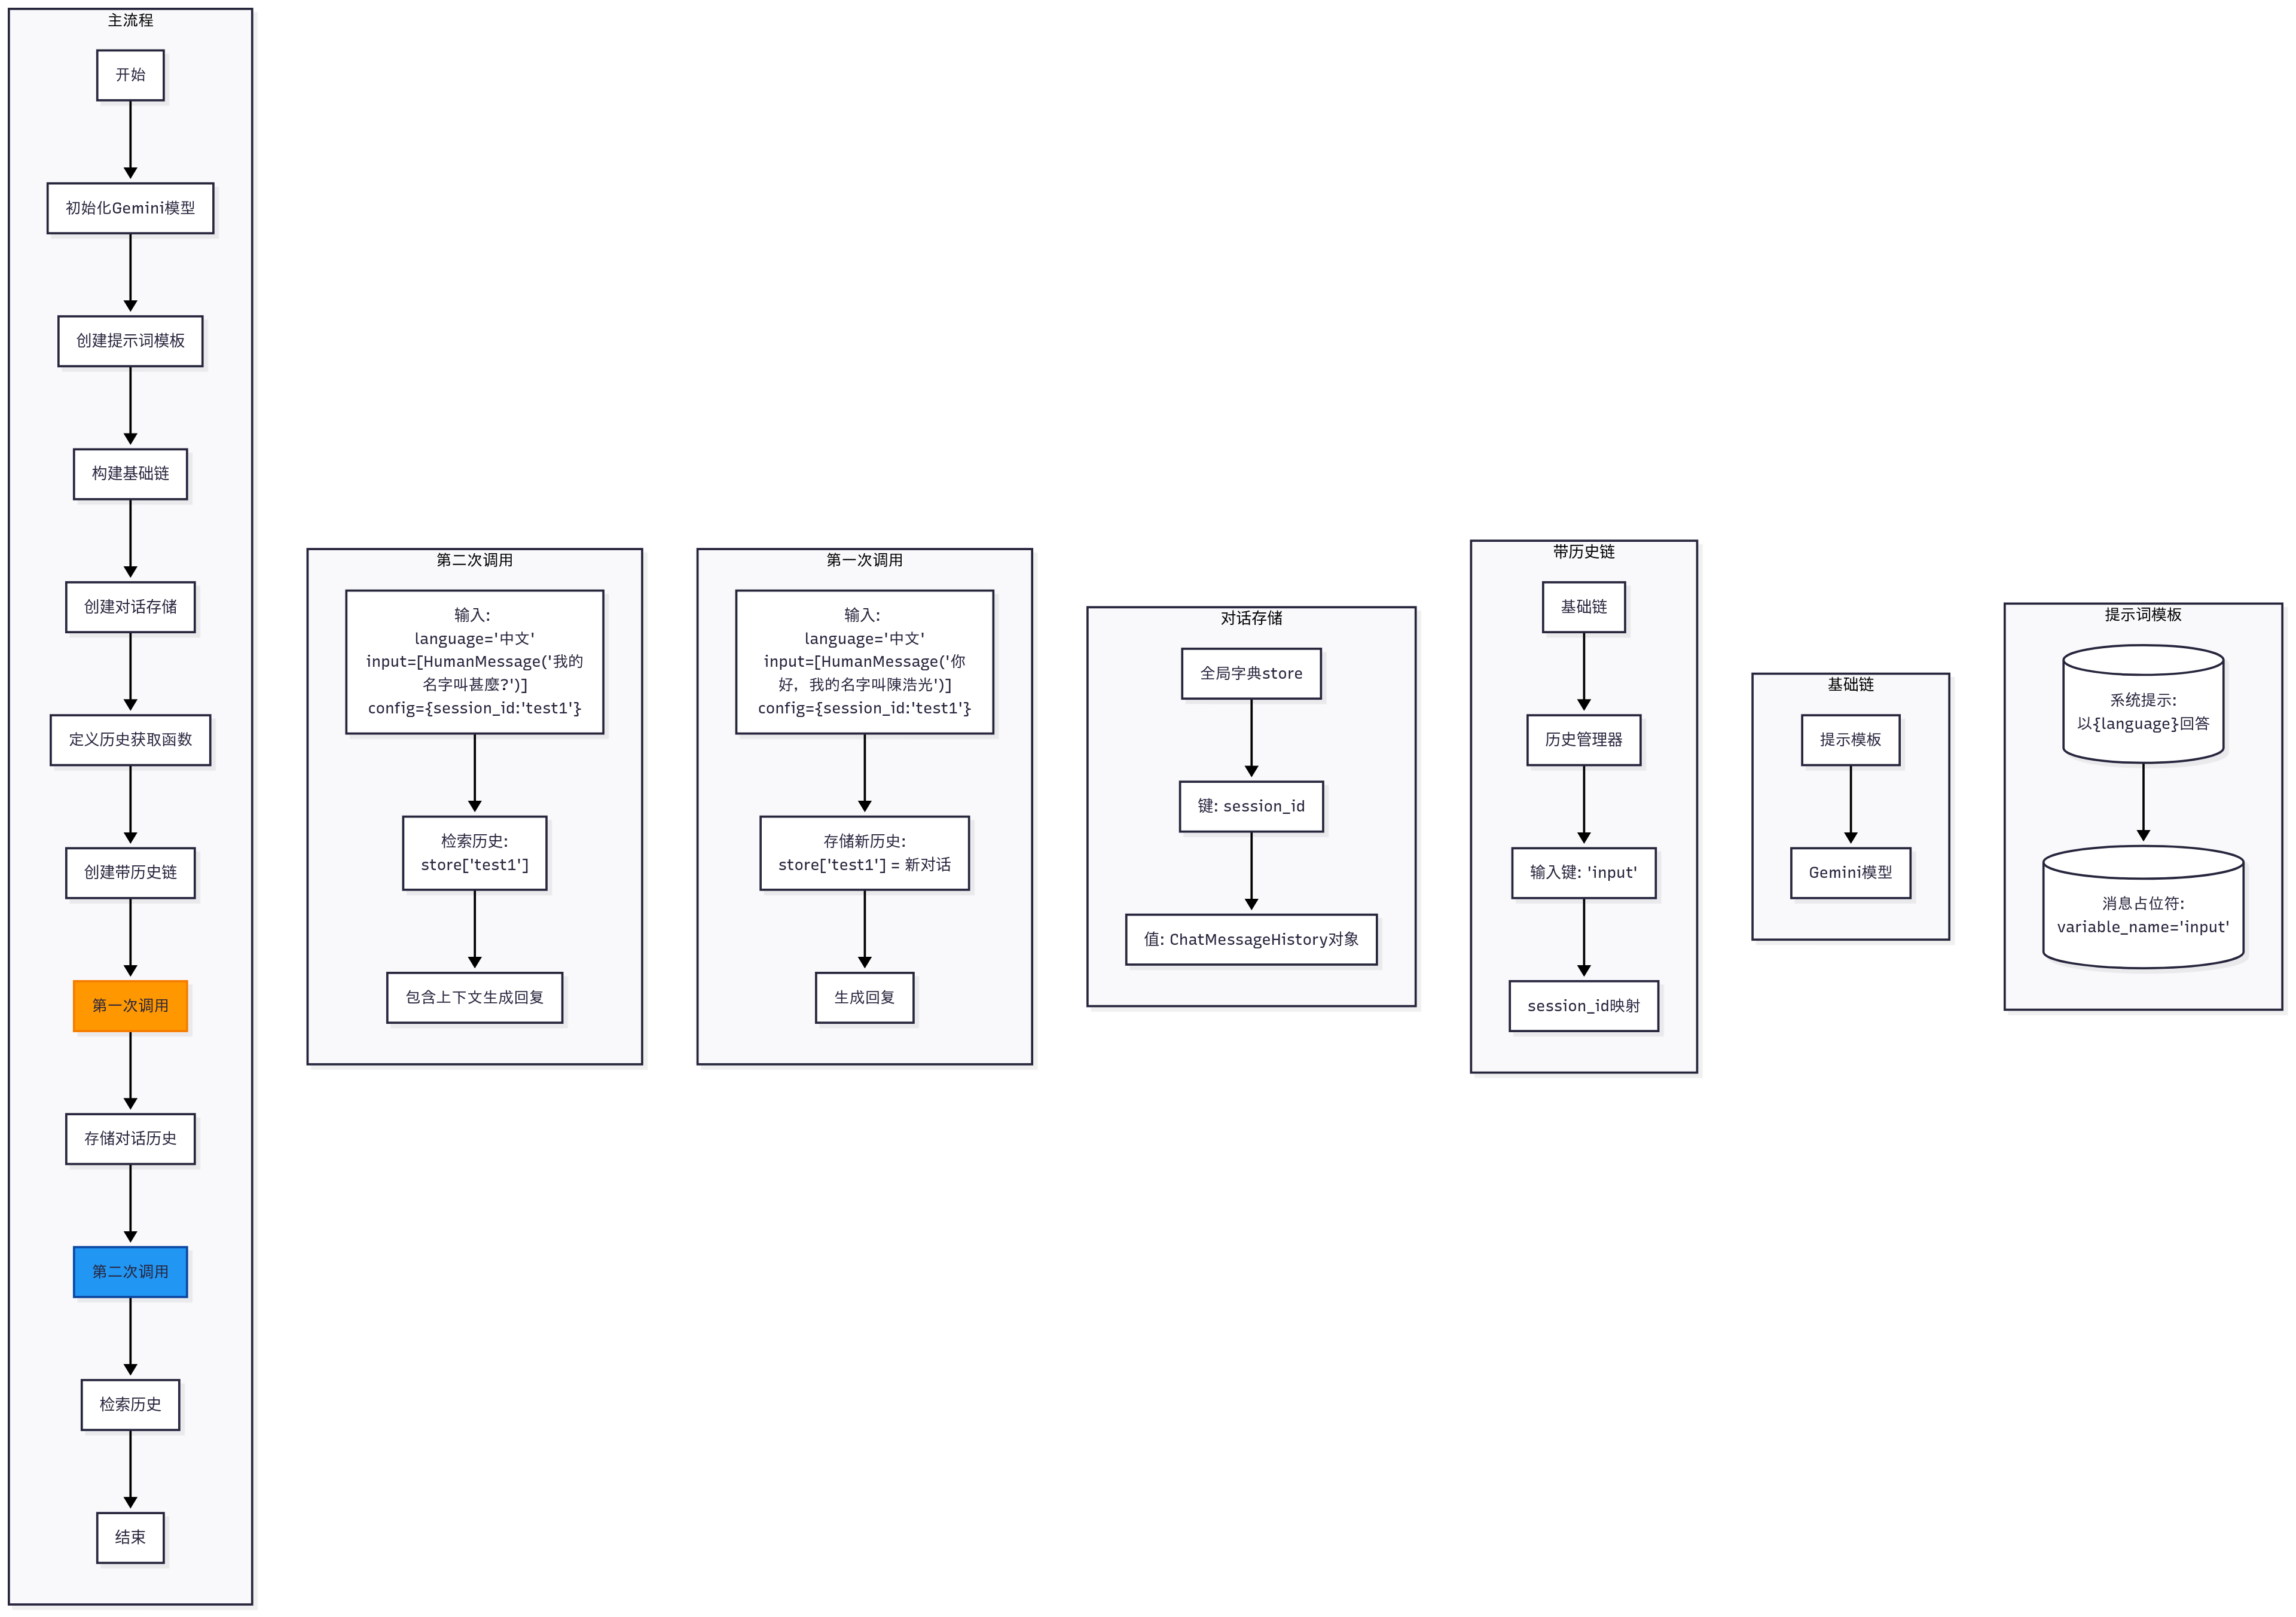 主流程
开始
初始化Gemini模型
创建提示词模板
构建基础链
创建对话存储
定义历史获取函数
创建带历史链
第一次调用
存储对话历史
第二次调用
检索历史
结束
第二次调用
输入:
language='中文'
input=[HumanMessage('我的
名字叫甚麼?')]
config={session_id:'test1'}
检索历史:
store['test1']
包含上下文生成回复
第一次调用
输入:
language='中文'
input=[HumanMessage('你
好，我的名字叫陳浩光')]
config={session_id:'test1'}
存储新历史:
store['test1'] = 新对话
生成回复
对话存储
全局字典store
键: session_id
值: ChatMessageHistory对象
带历史链
基础链
历史管理器
输入键: 'input'
session_id映射
基础链
提示模板
Gemini模型
提示词模板
系统提示:
以{language}回答
消息占位符:
variable_name='input'